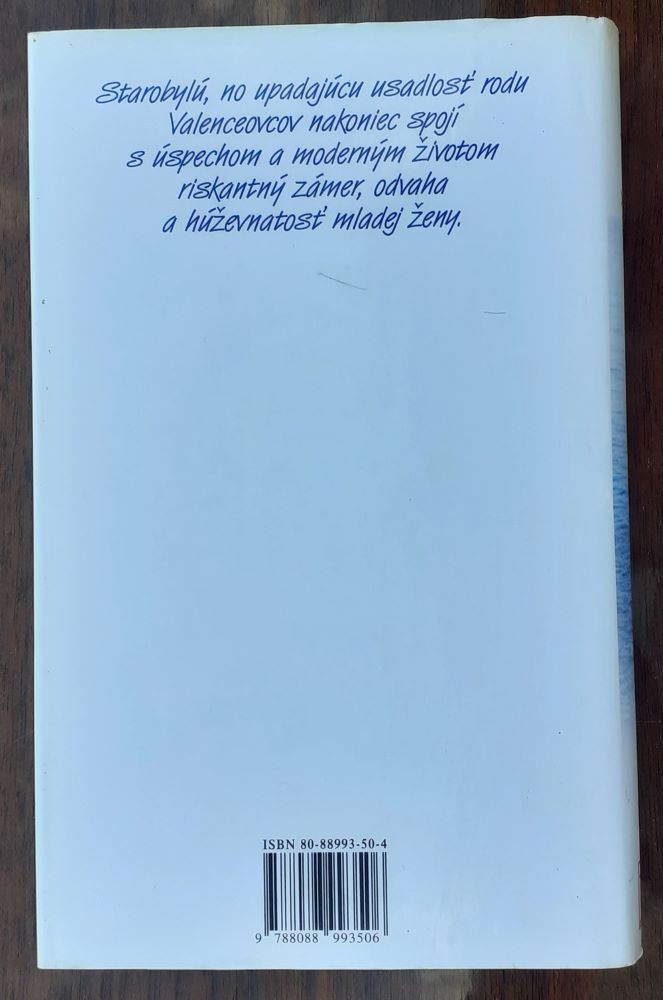 Starobylú, no upadajúcu usadlosť rodu
Valenceovcov nakoniec spojí
s úspechom a moderným životom
riskantný zámer, odvaha
a húževnatosť mladej ženy.
ISBN 80-88993-50-4
9 788088 993506